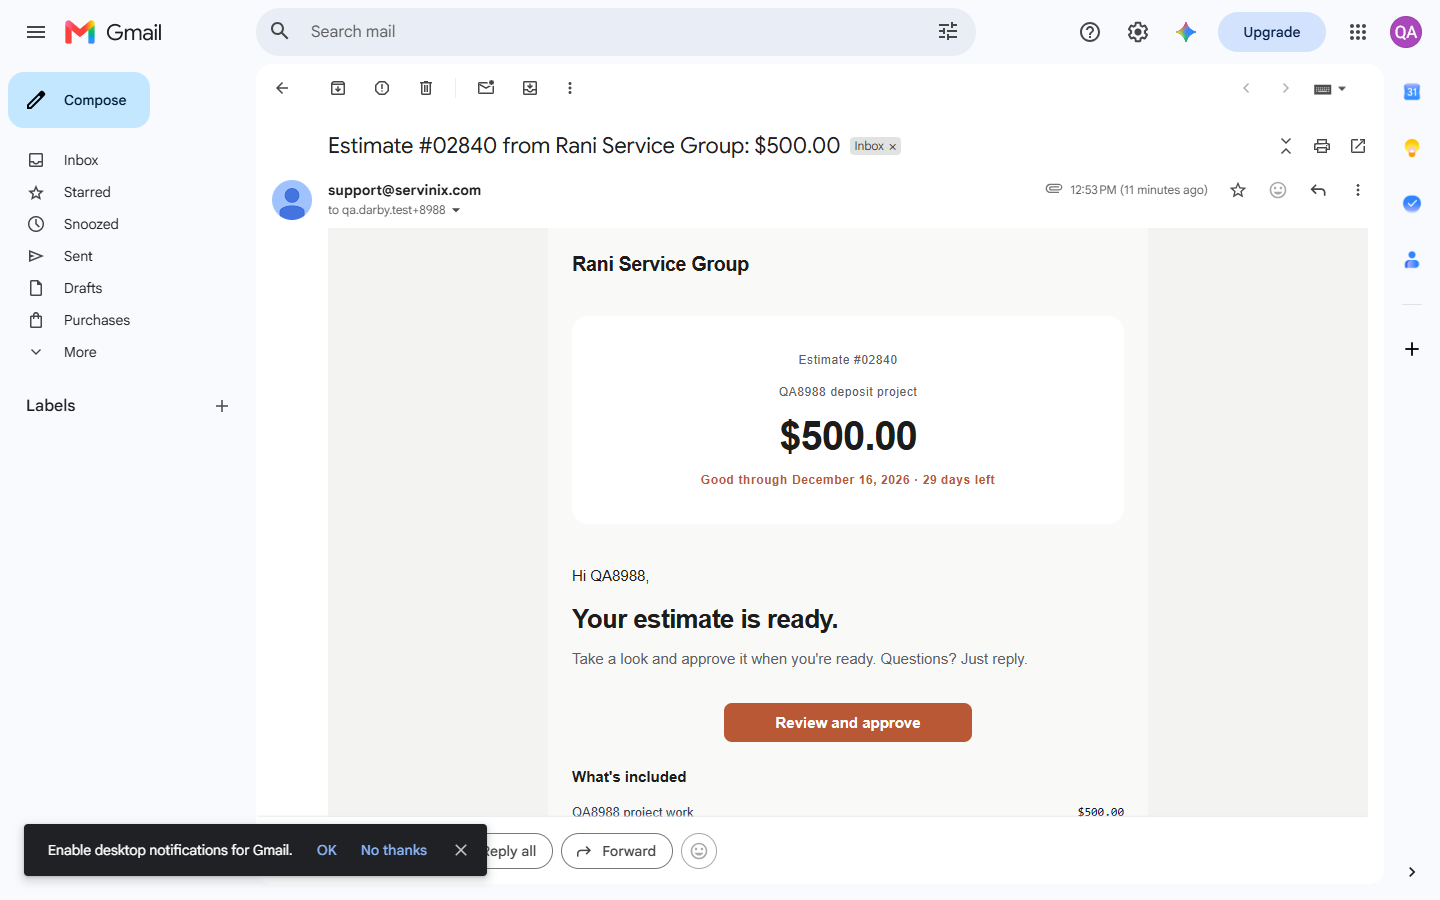 Gmail
Search mail
Upgrade
QA
Compose
Inbox
Starred
Snoozed
Sent
Drafts
Purchases
More
Labels
Estimate #02840 from Rani Service Group: $500.00
Inbox ×
support@servinix.com
12:53 PM (11 minutes ago)
to qa.darby.test+8988
31
Rani Service Group
Estimate #02840
QA8988 deposit project
$500.00
Good through December 16, 2026 · 29 days left
Hi QA8988,
Your estimate is ready.
Take a look and approve it when you're ready. Questions? Just reply.
Review and approve
What's included
QA8988 project work $500.00
Enable desktop notifications for Gmail. OK No thanks
Reply all
Forward